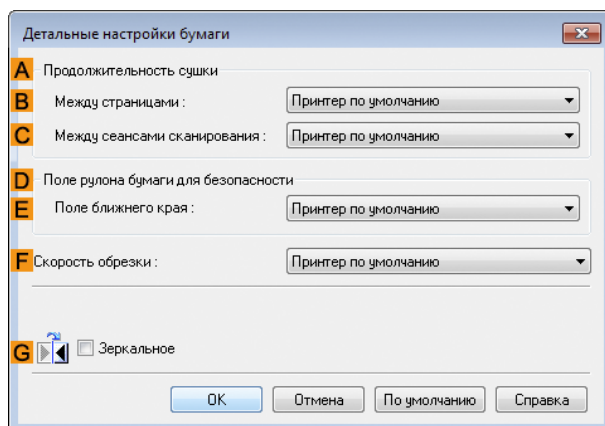 Детальные настройки бумаги
A Продолжительность сушки
B Между страницами : Принтер по умолчанию
C Между сеансами сканирования : Принтер по умолчанию
D Поле рулона бумаги для безопасности
E Поле ближнего края : Принтер по умолчанию
F Скорость обрезки : Принтер по умолчанию
G Зеркальное
OK Отмена По умолчанию Справка